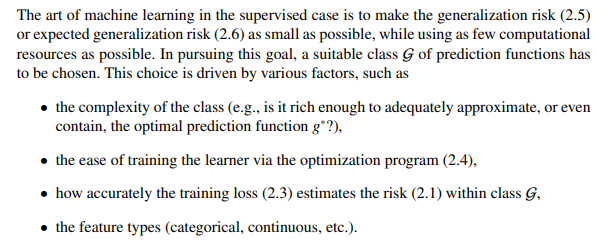 The art of machine learning in the supervised case is to make the generalization risk (2.5)
or expected generalization risk (2.6) as small as possible, while using as few computational
resources as possible. In pursuing this goal, a suitable class 𝒢 of prediction functions has
to be chosen. This choice is driven by various factors, such as
• the complexity of the class (e.g., is it rich enough to adequately approximate, or even
contain, the optimal prediction function g*?),
• the ease of training the learner via the optimization program (2.4),
• how accurately the training loss (2.3) estimates the risk (2.1) within class 𝒢,
• the feature types (categorical, continuous, etc.).